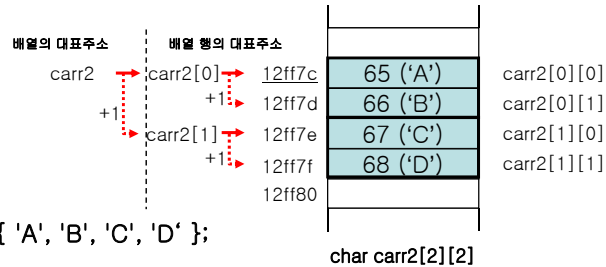 배열의 대표주소 배열 행의 대표주소
carr2 carr2[0] 12ff7c 65 ('A') carr2[0][0]
+1 +1 12ff7d 66 ('B') carr2[0][1]
carr2[1] 12ff7e 67 ('C') carr2[1][0]
+1 12ff7f 68 ('D') carr2[1][1]
12ff80
{ 'A', 'B', 'C', 'D‘ };
char carr2[2][2]